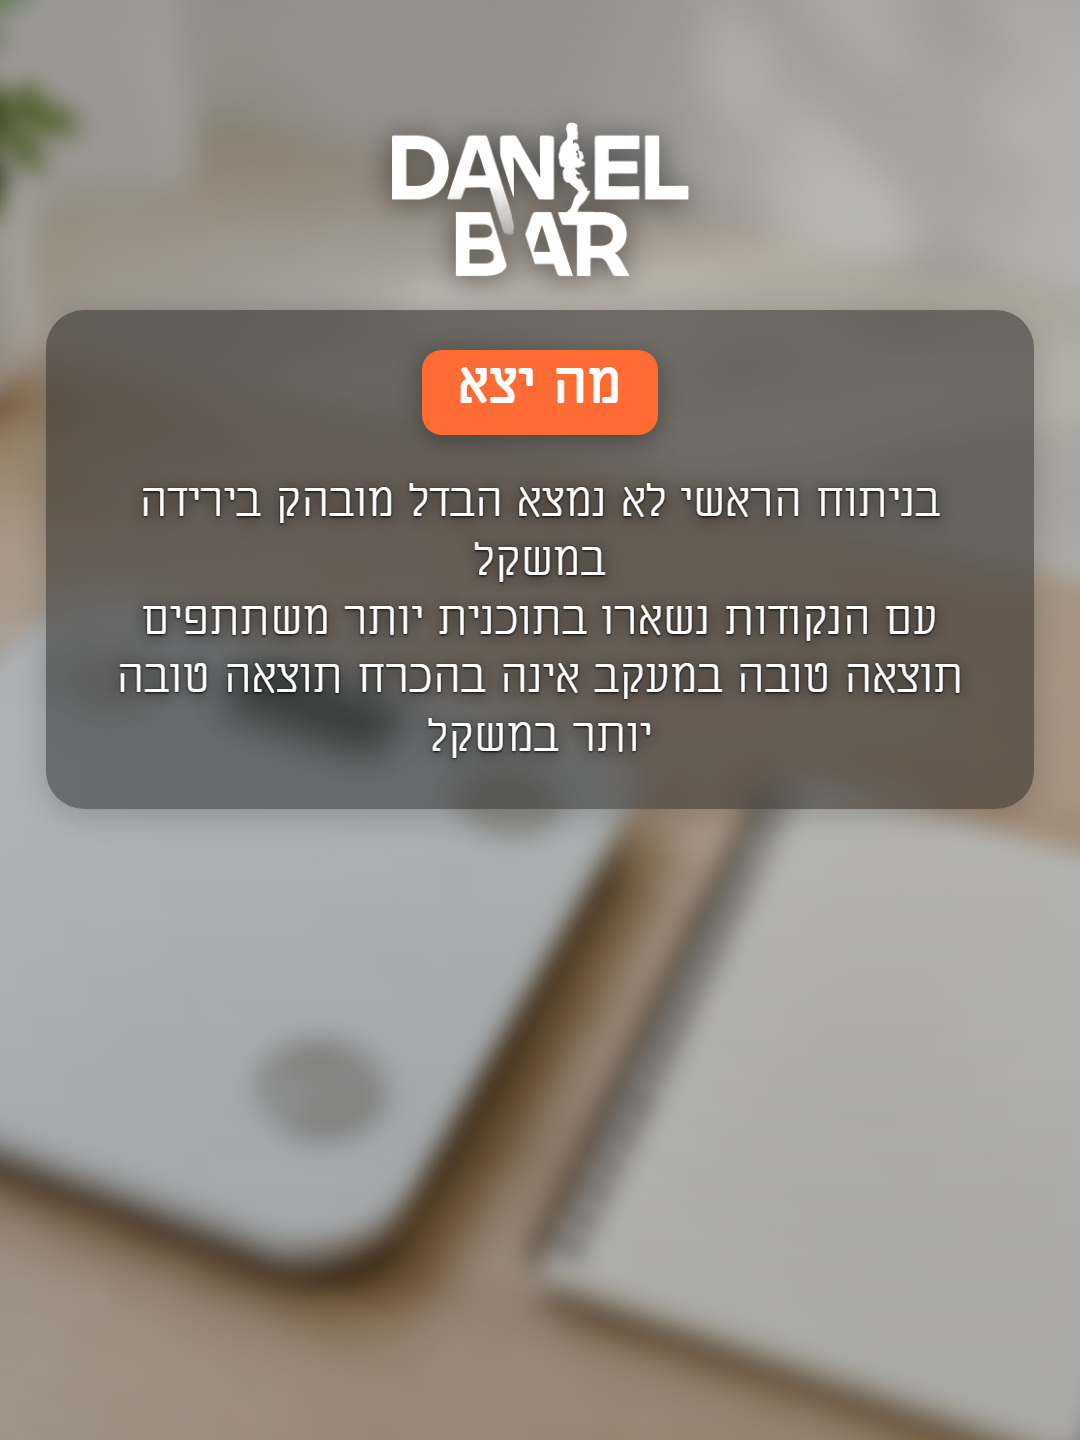 DANIEL
BAR
מה יצא
בניתוח הראשי לא נמצא הבדל מובהק בירידה
במשקל
עם הנקודות נשארו בתוכנית יותר משתתפים
תוצאה טובה במעקב אינה בהכרח תוצאה טובה
יותר במשקל